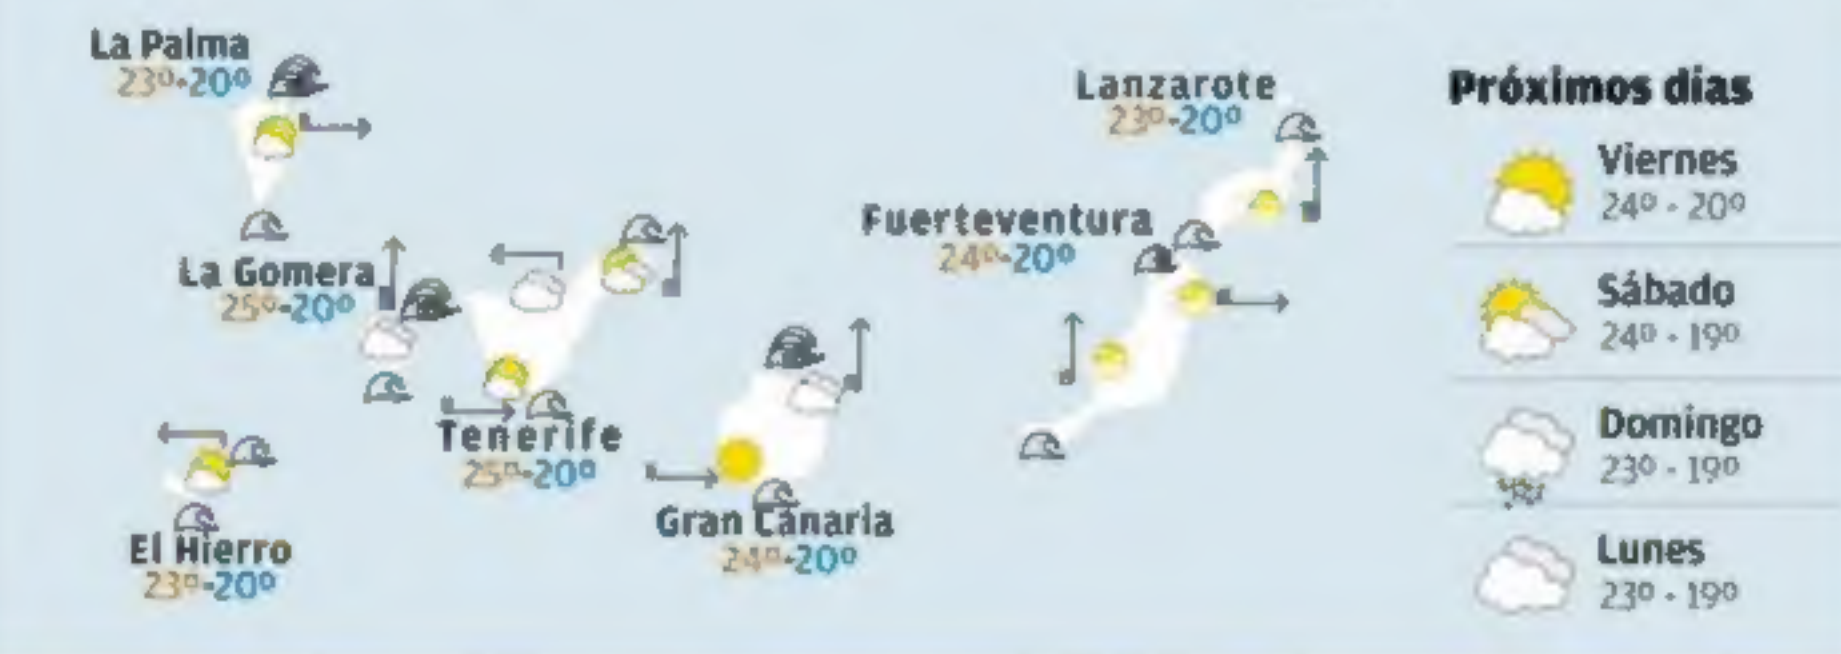 La Palma
23º-20º
La Gomera
25º-20º
El Hierro
23º-20º
Tenerife
25º-20º
Gran Canaria
24º-20º
Fuerteventura
24º-20º
Lanzarote
23º-20º
Próximos días
Viernes
24º - 20º
Sábado
24º - 19º
Domingo
23º - 19º
Lunes
23º - 19º